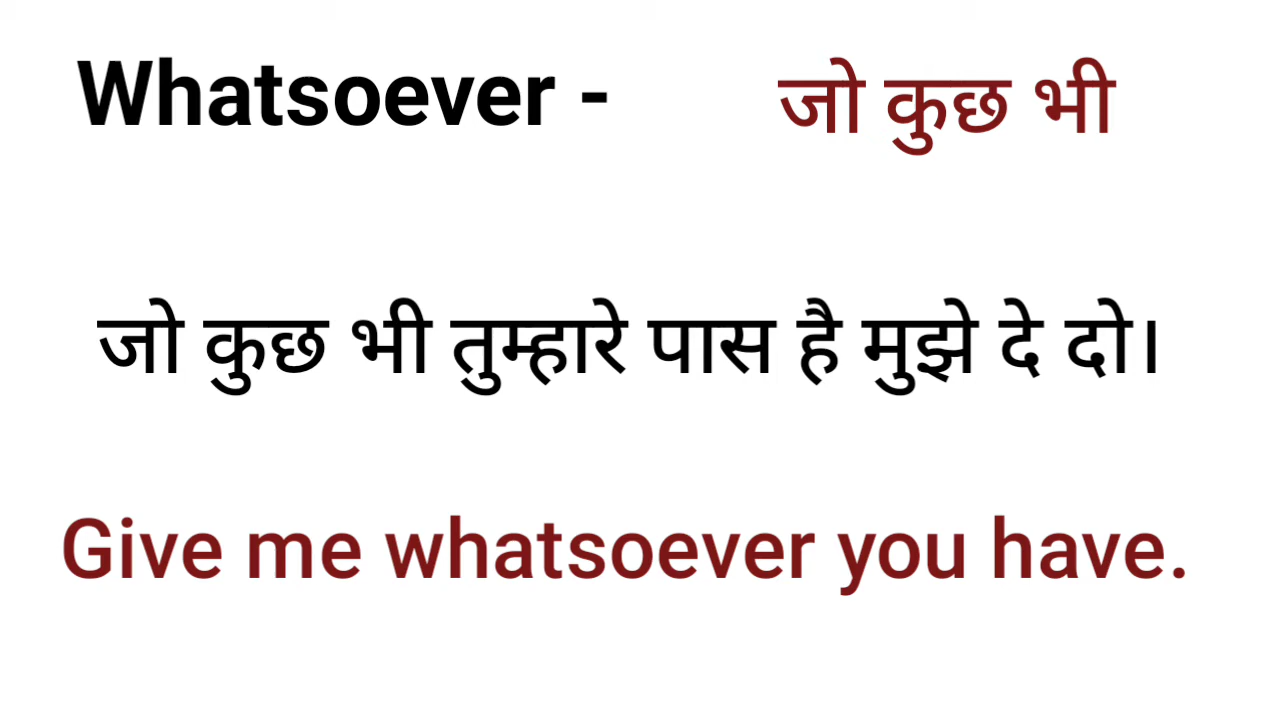 Whatsoever - जो कुछ भी
जो कुछ भी तुम्हारे पास है मुझे दे दो।
Give me whatsoever you have.